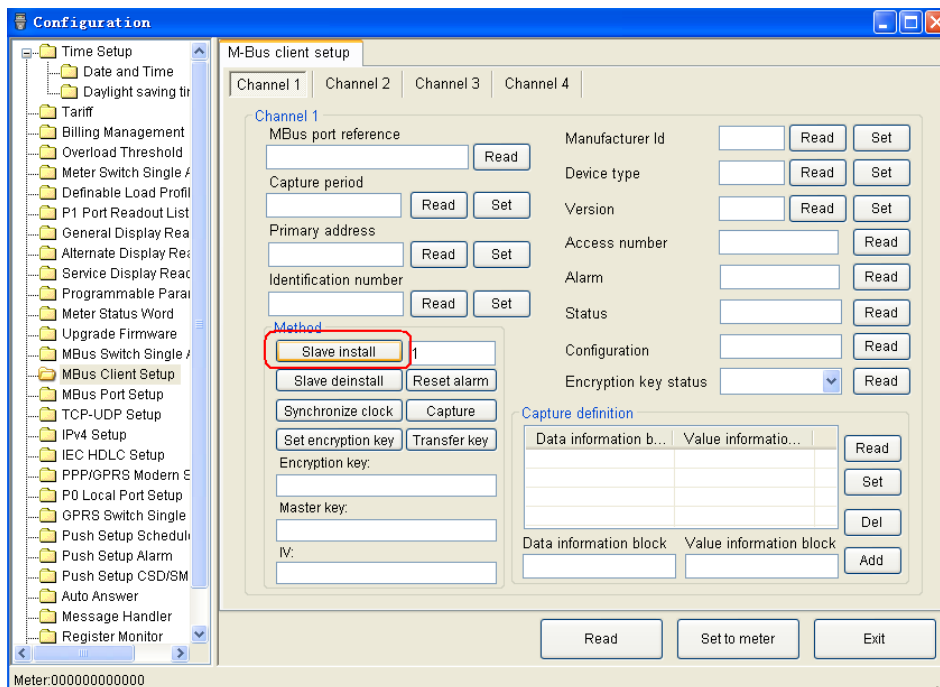 Configuration
Time Setup
Date and Time
Daylight saving tir
Tariff
Billing Management
Overload Threshold
Meter Switch Single A
Definable Load Profil
P1 Port Readout List
General Display Rea
Alternate Display Rea
Service Display Reac
Programmable Parar
Meter Status Word
Upgrade Firmware
MBus Switch Single A
MBus Client Setup
MBus Port Setup
TCP-UDP Setup
IPv4 Setup
IEC HDLC Setup
PPP/GPRS Modern S
P0 Local Port Setup
GPRS Switch Single
Push Setup Schedul
Push Setup Alarm
Push Setup CSD/SM
Auto Answer
Message Handler
Register Monitor
M-Bus client setup
Channel 1 Channel 2 Channel 3 Channel 4
Channel 1
MBus port reference
Read
Capture period
Read Set
Primary address
Read Set
Identification number
Read Set
Method
Slave install 1
Slave deinstall Reset alarm
Synchronize clock Capture
Set encryption key Transfer key
Encryption key:
Master key:
IV:
Manufacturer Id Read Set
Device type Read Set
Version Read Set
Access number Read
Alarm Read
Status Read
Configuration Read
Encryption key status Read
Capture definition
Data information b... Value informatio...
Read
Set
Del
Data information block Value information block
Add
Read Set to meter Exit
Meter:000000000000